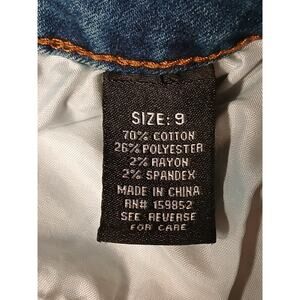 SIZE: 9
70% COTTON
26% POLYESTER
2% RAYON
2% SPANDEX
MADE IN CHINA
RN# 159852
SEE REVERSE
FOR CARE